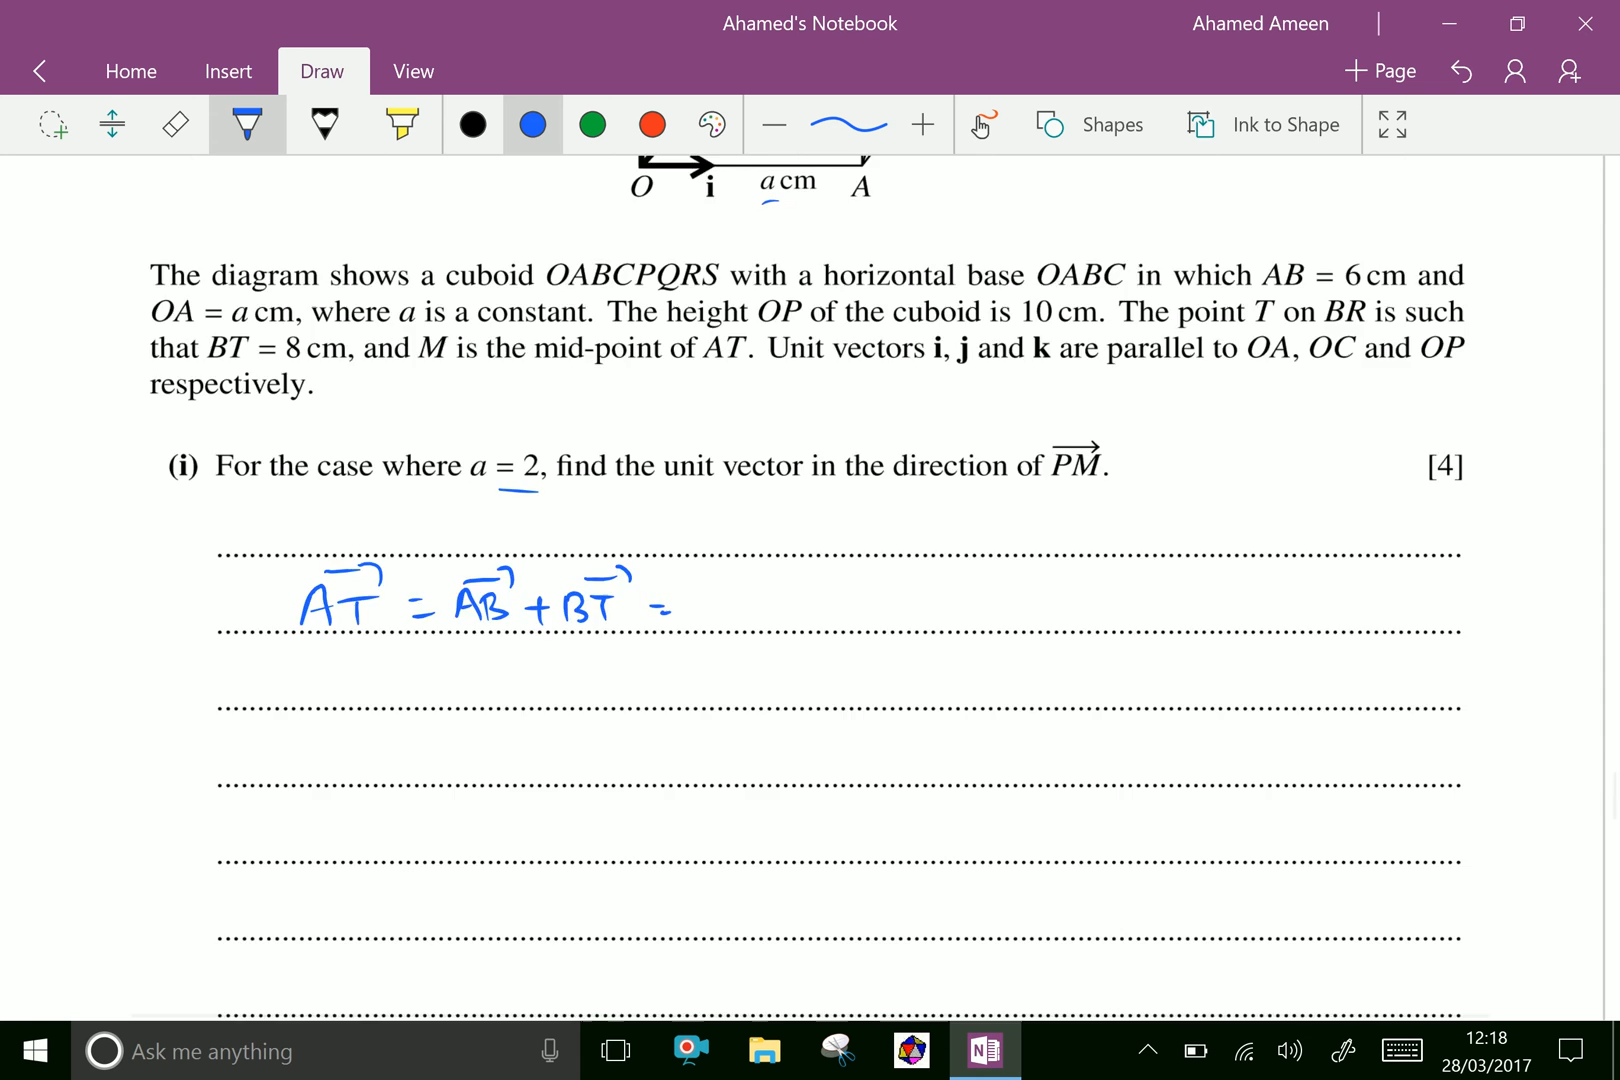 Ahamed's Notebook
Ahamed Ameen
Home Insert Draw View
Page
Shapes
Ink to Shape
O i a cm A
The diagram shows a cuboid OABCPQRS with a horizontal base OABC in which AB = 6 cm and
OA = a cm, where a is a constant. The height OP of the cuboid is 10 cm. The point T on BR is such
that BT = 8 cm, and M is the mid-point of AT. Unit vectors i, j and k are parallel to OA, OC and OP
respectively.
(i) For the case where a = 2, find the unit vector in the direction of \overrightarrow{PM}. [4]
\overrightarrow{AT} = \overrightarrow{AB} + \overrightarrow{BT} =
Ask me anything
N
12:18
28/03/2017